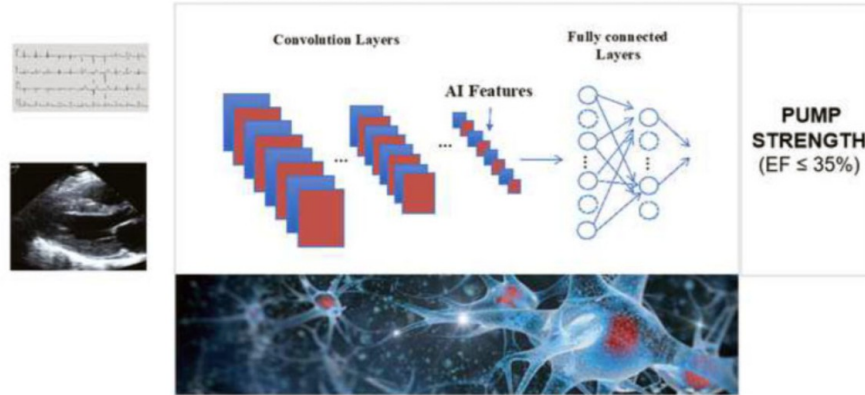 Convolution Layers
Fully connected
Layers
AI Features
...
...
PUMP
STRENGTH
(EF ≤ 35%)